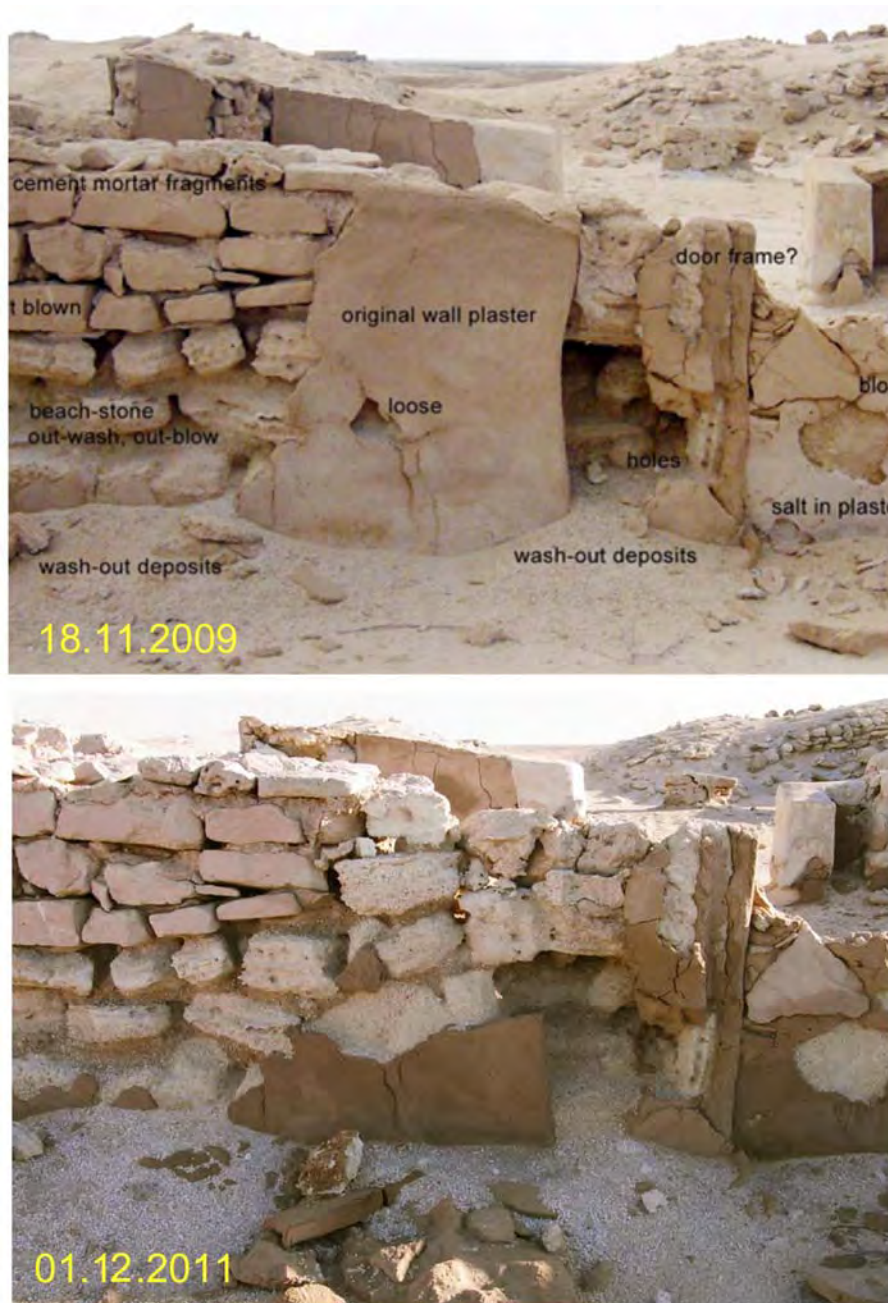 cement mortar fragments
door frame?
t blown
original wall plaster
blo
beach-stone
out-wash, out-blow
loose
holes
salt in plaste
wash-out deposits
wash-out deposits
18.11.2009
01.12.2011